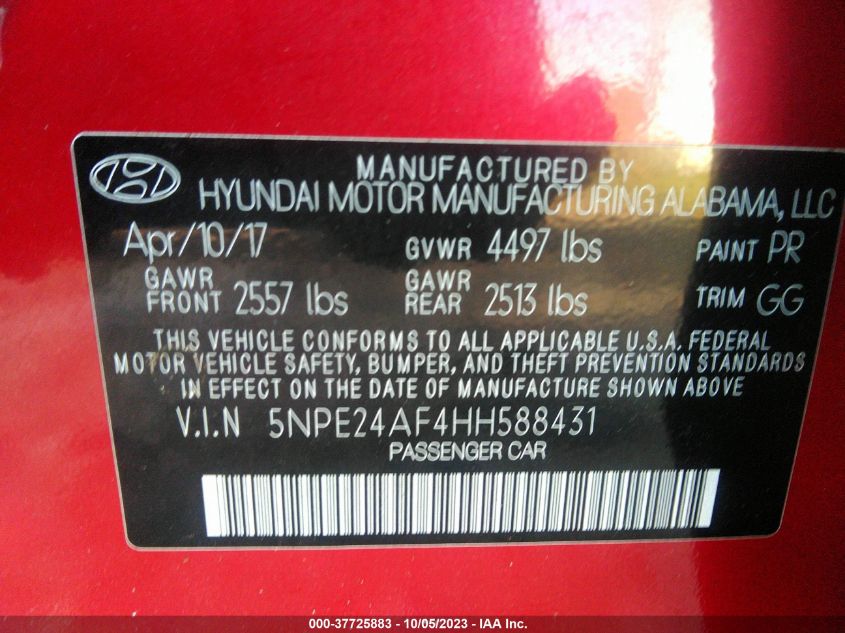 MANUFACTURED BY
HYUNDAI MOTOR MANUFACTURING ALABAMA, LLC
Apr/10/17 GVWR 4497 lbs PAINT PR
GAWR FRONT 2557 lbs GAWR REAR 2513 lbs TRIM GG
THIS VEHICLE CONFORMS TO ALL APPLICABLE U.S.A. FEDERAL
MOTOR VEHICLE SAFETY, BUMPER, AND THEFT PREVENTION STANDARDS
IN EFFECT ON THE DATE OF MANUFACTURE SHOWN ABOVE
V.I.N 5NPE24AF4HH588431
PASSENGER CAR
000-37725883 - 10/05/2023 - IAA Inc.